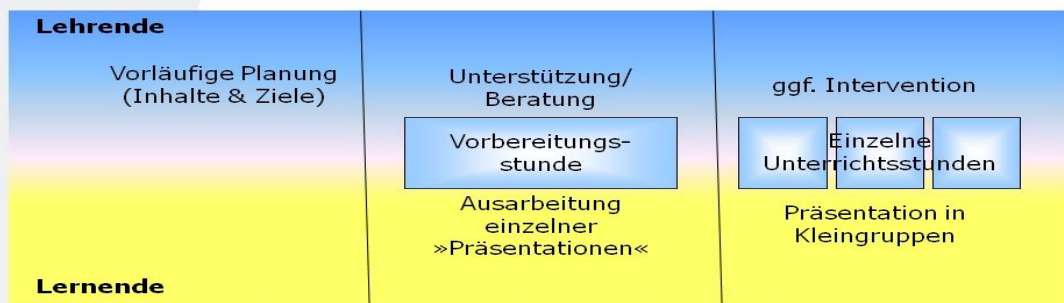 Lehrende
Vorläufige Planung
(Inhalte & Ziele)
Unterstützung/
Beratung
Vorbereitungs-
stunde
Ausarbeitung
einzelner
»Präsentationen«
ggf. Intervention
Einzelne
Unterrichtsstunden
Präsentation in
Kleingruppen
Lernende